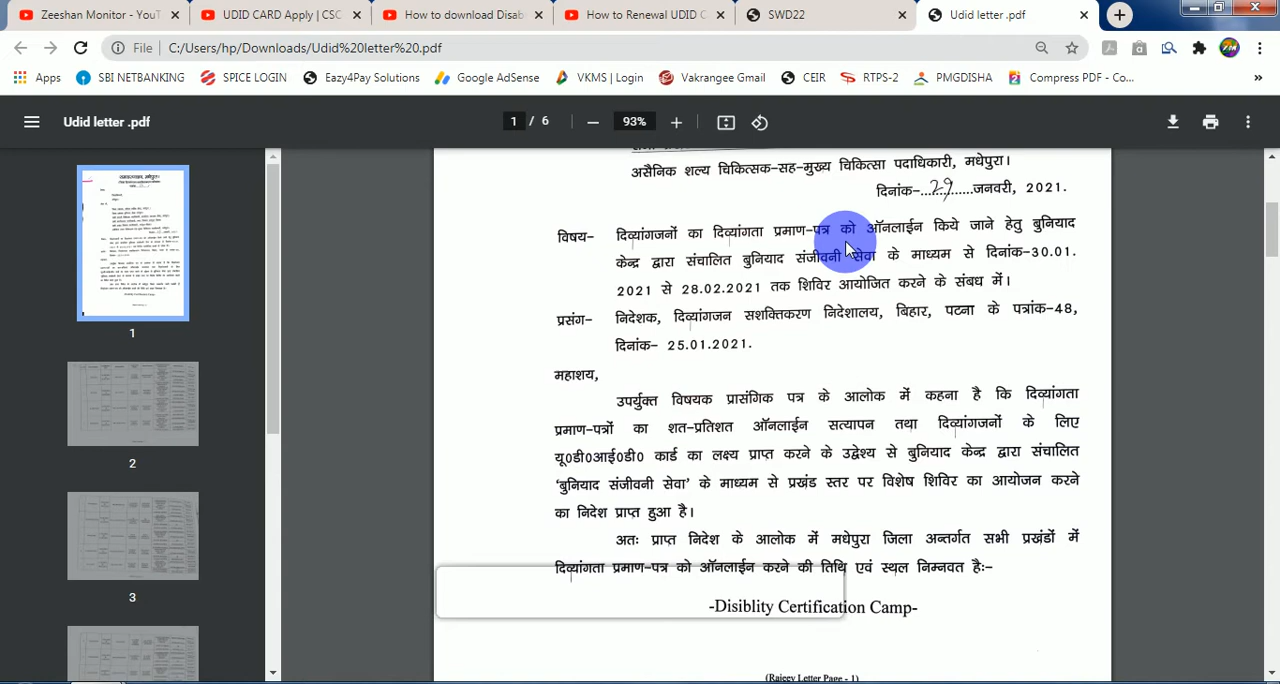 Zeeshan Monitor - YouT
UDID CARD Apply | CSC
How to download Disab
How to Renewal UDID C
SWD22
Udid letter .pdf
File
C:/Users/hp/Downloads/Udid%20letter%20.pdf
Apps
SBI NETBANKING
SPICE LOGIN
Eazy4Pay Solutions
Google AdSense
VKMS | Login
Vakrangee Gmail
CEIR
RTPS-2
PMGDISHA
Compress PDF - Co...
»
Udid letter .pdf
1 / 6
93%
असैनिक शल्य चिकित्सक-सह-मुख्य चिकित्सा पदाधिकारी, मधेपुरा।
दिनांक-....29....जनवरी, 2021.
विषय- दिव्यांगजनों का दिव्यांगता प्रमाण-पत्र को ऑनलाईन किये जाने हेतु बुनियाद
केन्द्र द्वारा संचालित बुनियाद संजीवनी सेवा के माध्यम से दिनांक-30.01.
2021 से 28.02.2021 तक शिविर आयोजित करने के संबध में।
प्रसंग- निदेशक, दिव्यांगजन सशक्तिकरण निदेशालय, बिहार, पटना के पत्रांक-48,
दिनांक- 25.01.2021.
महाशय,
उपर्युक्त विषयक प्रासंगिक पत्र के आलोक में कहना है कि दिव्यांगता
प्रमाण-पत्रों का शत-प्रतिशत ऑनलाईन सत्यापन तथा दिव्यांगजनों के लिए
यू0डी0आई0डी0 कार्ड का लक्ष्य प्राप्त करने के उद्वेश्य से बुनियाद केन्द्र द्वारा संचालित
‘बुनियाद संजीवनी सेवा’ के माध्यम से प्रखंड स्तर पर विशेष शिविर का आयोजन करने
का निदेश प्राप्त हुआ है।
अतः प्राप्त निदेश के आलोक में मधेपुरा जिला अन्तर्गत सभी प्रखंडों में
दिव्यांगता प्रमाण-पत्र को ऑनलाईन करने की तिथि एवं स्थल निम्नवत है:-
-Disiblity Certification Camp-
(Rajeev Letter Page - 1)
1
2
3